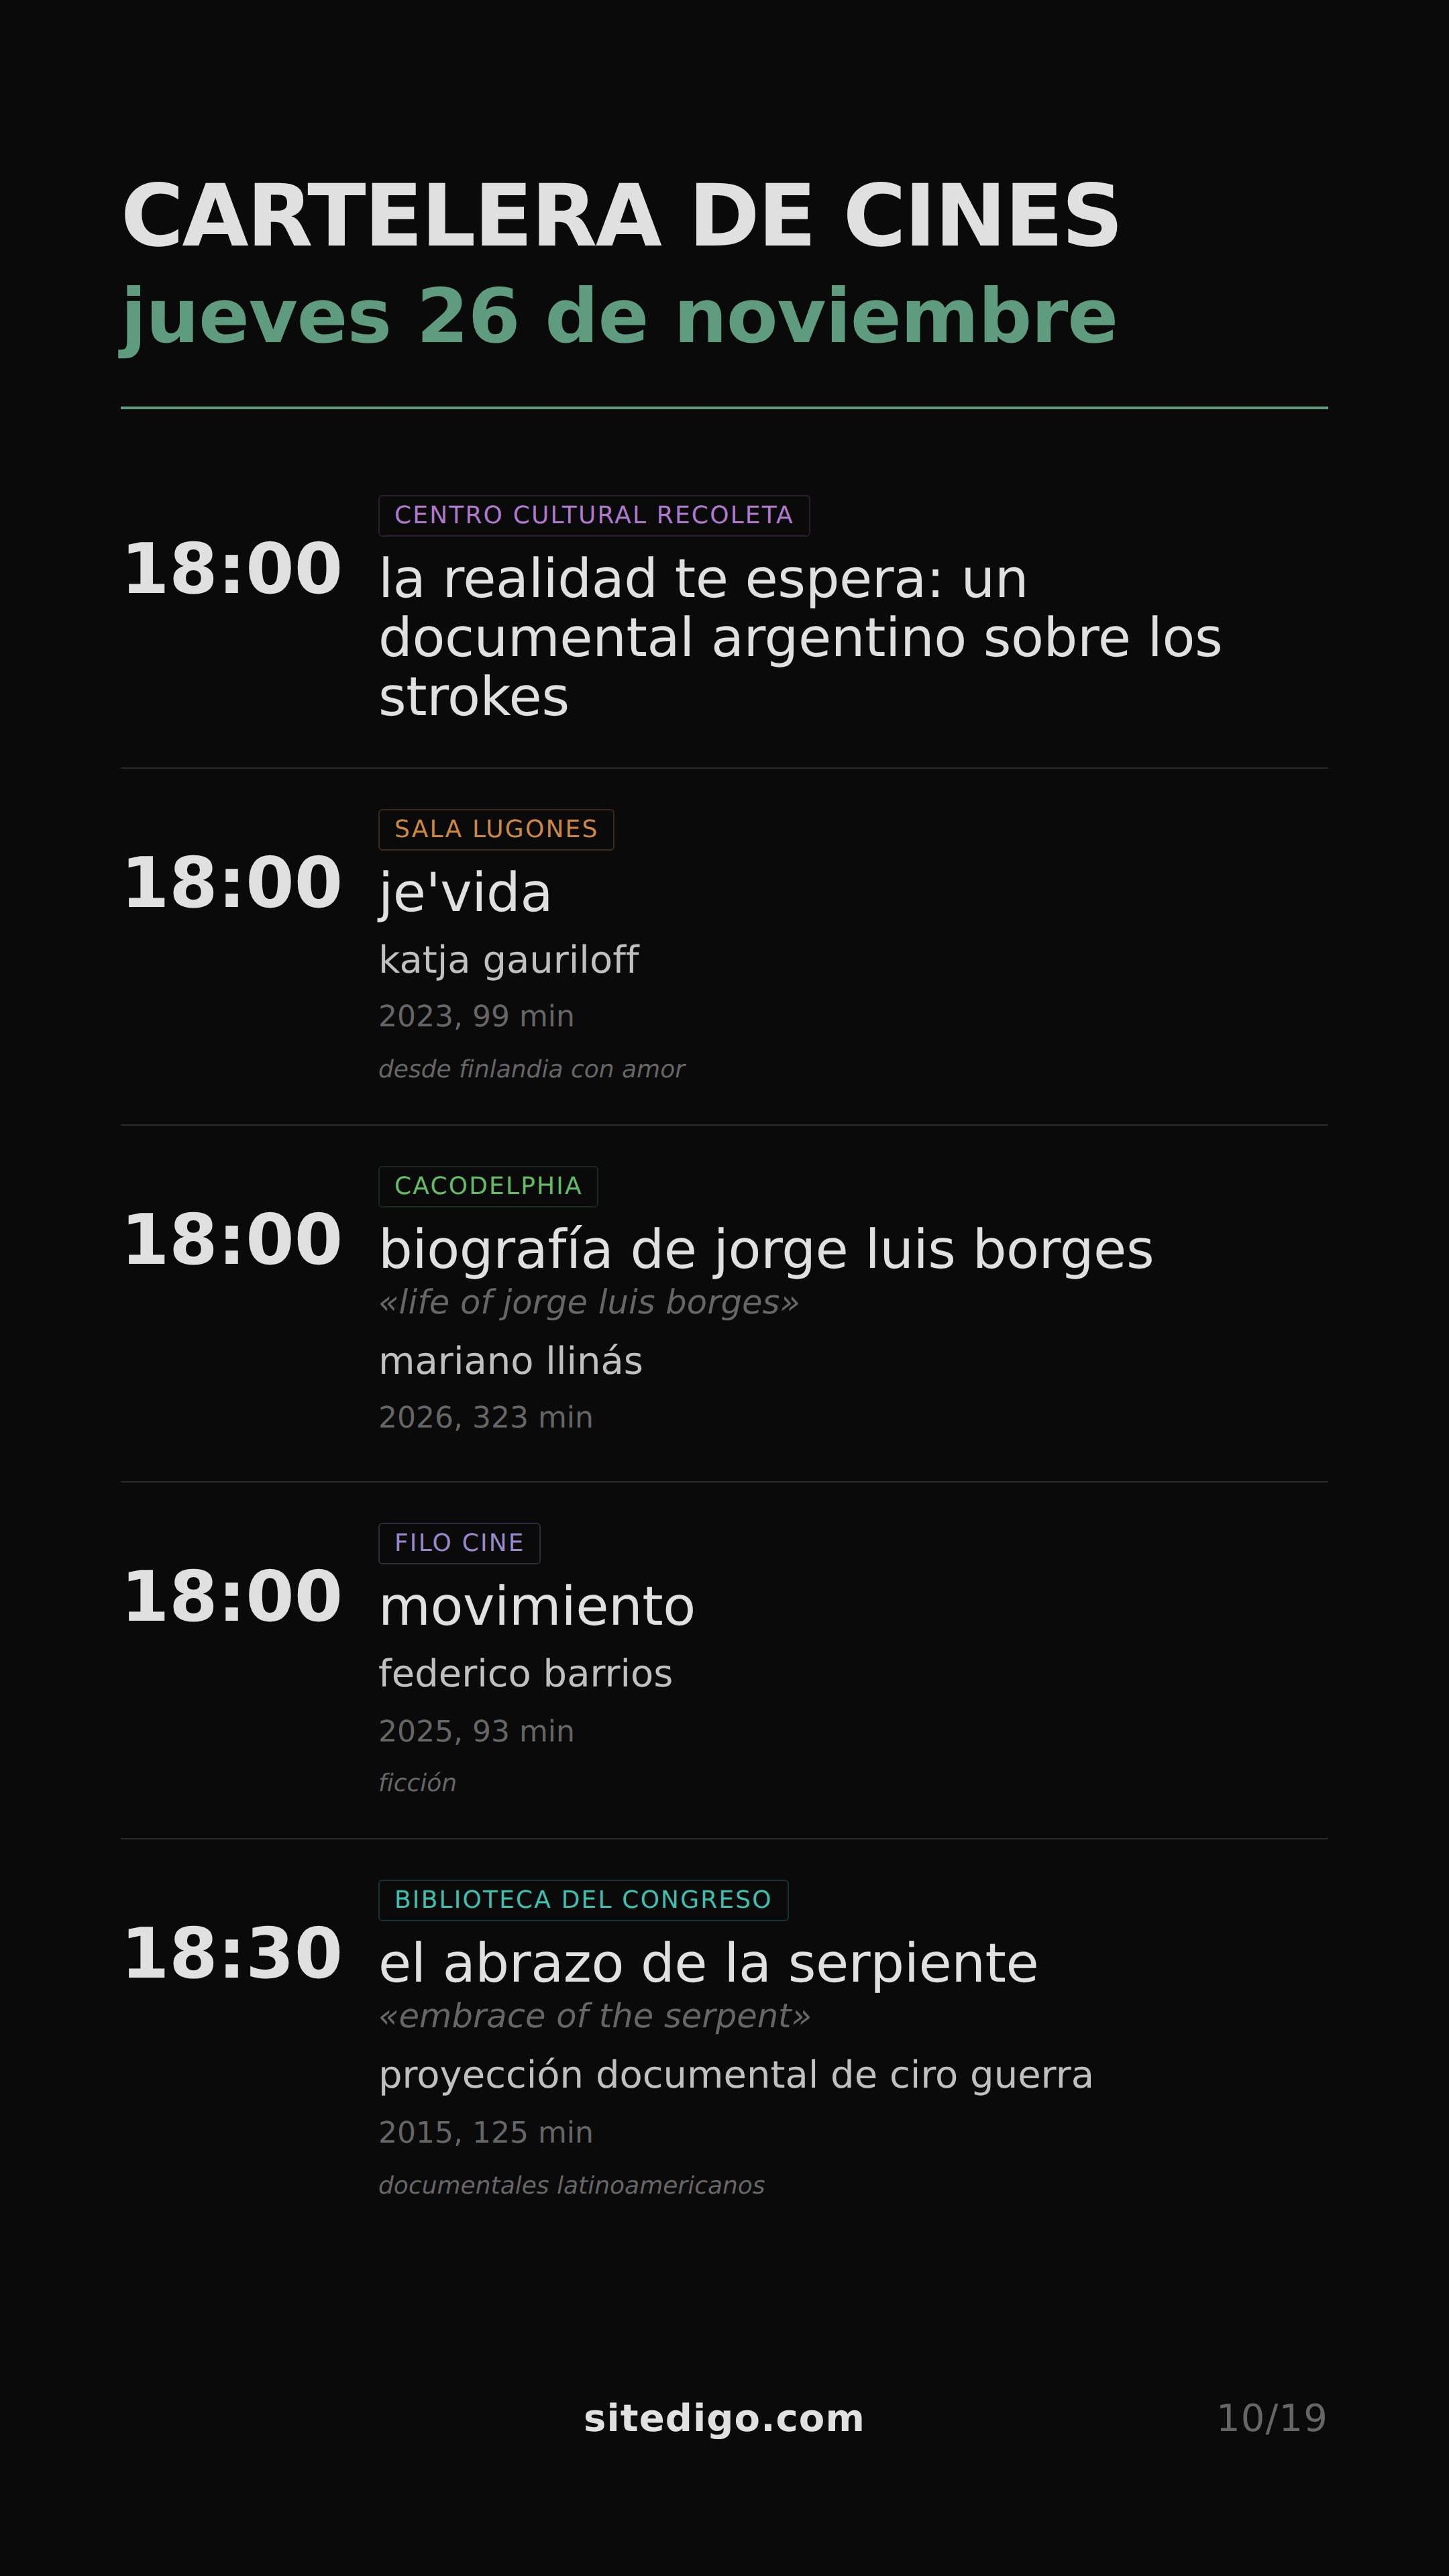 CARTELERA DE CINES
jueves 26 de noviembre
CENTRO CULTURAL RECOLETA
18:00
la realidad te espera: un
documental argentino sobre los
strokes
SALA LUGONES
18:00
je'vida
katja gauriloff
2023, 99 min
desde finlandia con amor
CACODELPHIA
18:00
biografía de jorge luis borges
«life of jorge luis borges»
mariano llinás
2026, 323 min
FILO CINE
18:00
movimiento
federico barrios
2025, 93 min
ficción
BIBLIOTECA DEL CONGRESO
18:30
el abrazo de la serpiente
«embrace of the serpent»
proyección documental de ciro guerra
2015, 125 min
documentales latinoamericanos
sitedigo.com
10/19